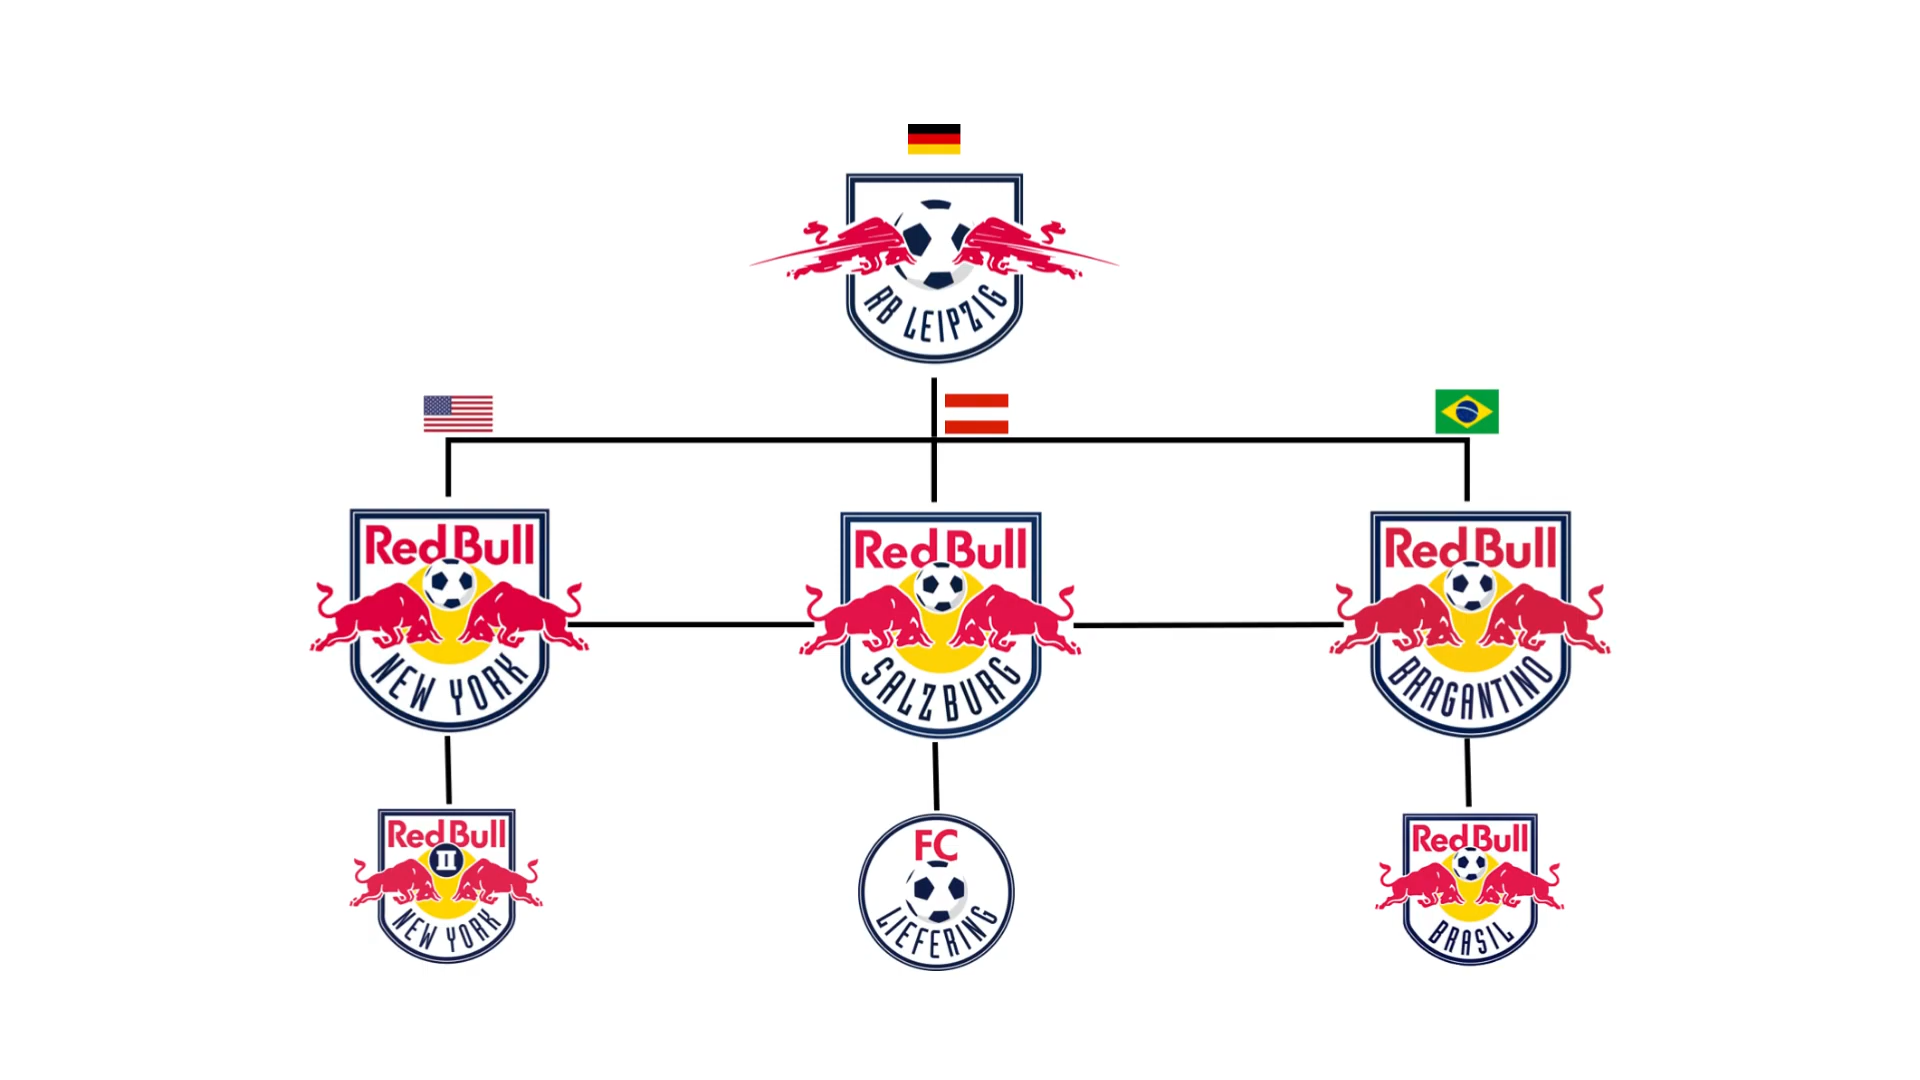 RB LEIPZIG
Red Bull
NEW YORK
Red Bull
SALZBURG
Red Bull
BRAGANTINO
Red Bull
II
NEW YORK
FC
LIEFERING
Red Bull
BRASIL